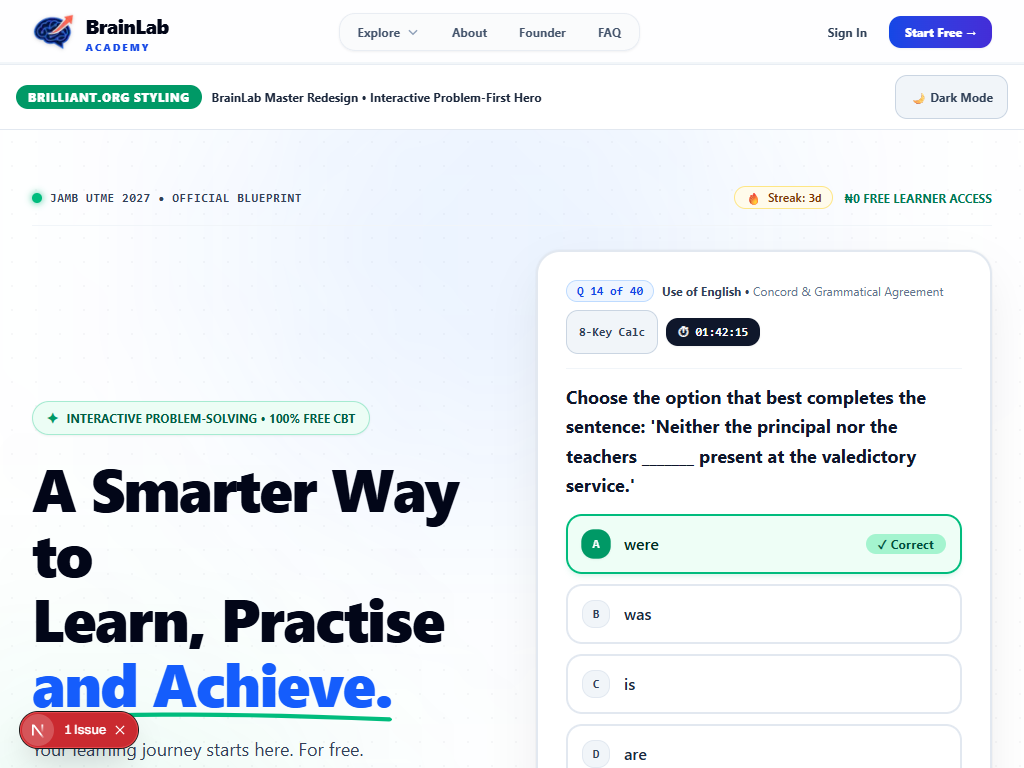 BrainLab
ACADEMY
Explore
About
Founder
FAQ
Sign In
Start Free →
BRILLIANT.ORG STYLING
BrainLab Master Redesign • Interactive Problem-First Hero
🌙 Dark Mode
JAMB UTME 2027 • OFFICIAL BLUEPRINT
🔥 Streak: 3d
₦0 FREE LEARNER ACCESS
✦ INTERACTIVE PROBLEM-SOLVING • 100% FREE CBT
A Smarter Way
to
Learn, Practise
and Achieve.
Your learning journey starts here. For free.
N 1 Issue ×
Q 14 of 40
Use of English • Concord & Grammatical Agreement
8-Key Calc
⏱ 01:42:15
Choose the option that best completes the
sentence: 'Neither the principal nor the
teachers _______ present at the valedictory
service.'
A were ✓ Correct
B was
C is
D are